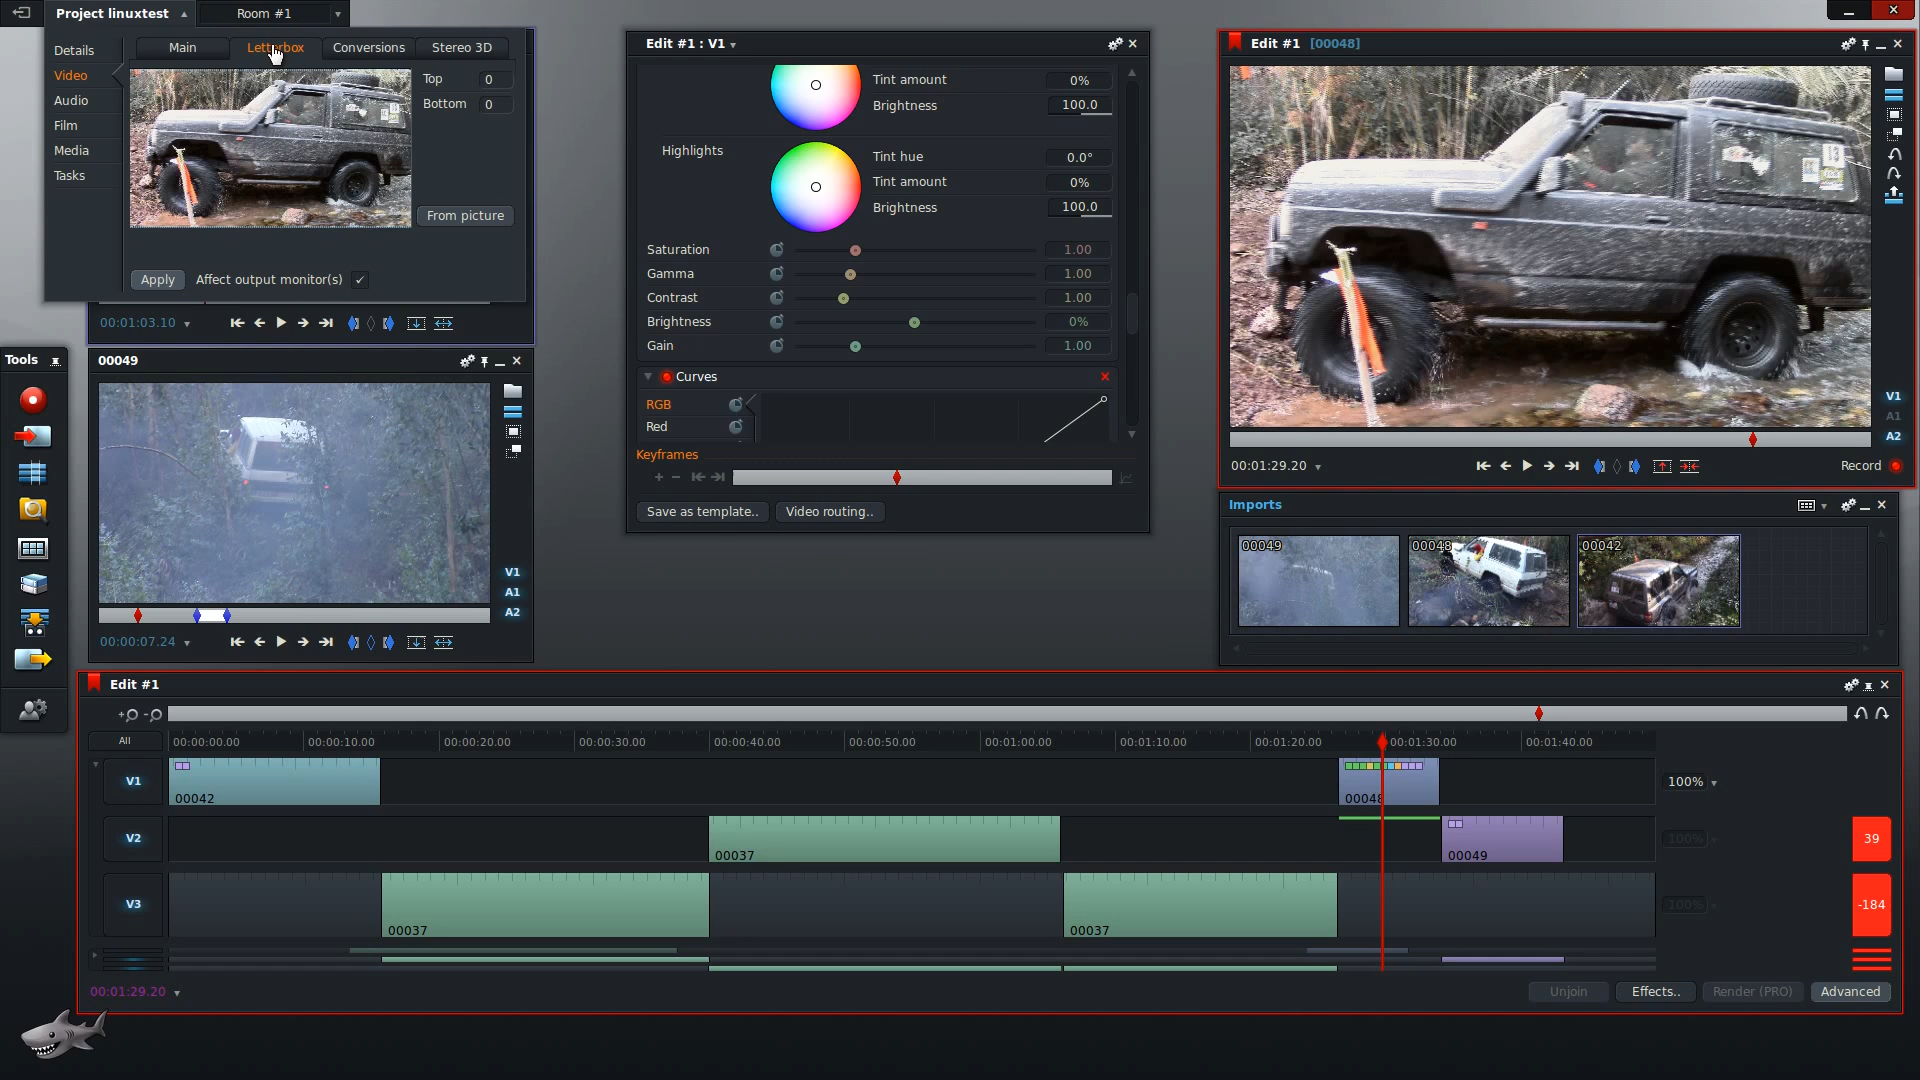 Project linuxtest
Room #1
Details
Video
Audio
Film
Media
Tasks
Main
Letterbox
Conversions
Stereo 3D
Top 0
Bottom 0
From picture
Apply
Affect output monitor(s)
00:01:03.10
Tools
00049
V1
A1
A2
00:00:07.24
Edit #1 : V1
Tint amount 0%
Brightness 100.0
Highlights
Tint hue 0.0°
Tint amount 0%
Brightness 100.0
Saturation 1.00
Gamma 1.00
Contrast 1.00
Brightness 0%
Gain 1.00
Curves
RGB
Red
Keyframes
Save as template..
Video routing..
Edit #1 [00048]
V1
A1
A2
00:01:29.20
Record
Imports
00049
00048
00042
Edit #1
All
00:00:00.00
00:00:10.00
00:00:20.00
00:00:30.00
00:00:40.00
00:00:50.00
00:01:00.00
00:01:10.00
00:01:20.00
00:01:30.00
00:01:40.00
V1
00042
00048
100%
V2
00037
00049
100%
39
V3
00037
00037
100%
-184
00:01:29.20
Unjoin
Effects..
Render (PRO)
Advanced